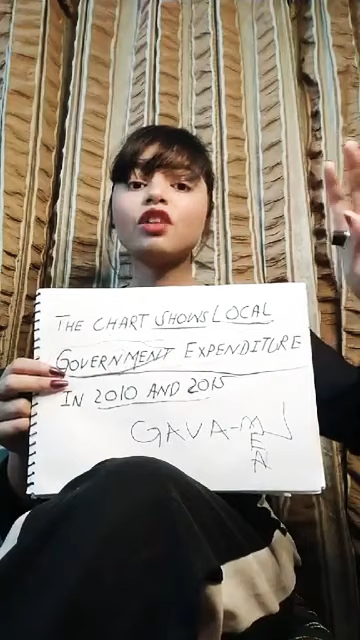 THE CHART SHOWS LOCAL
GOVERNMENT EXPENDITURE
IN 2010 AND 2015
GAVA-MEN